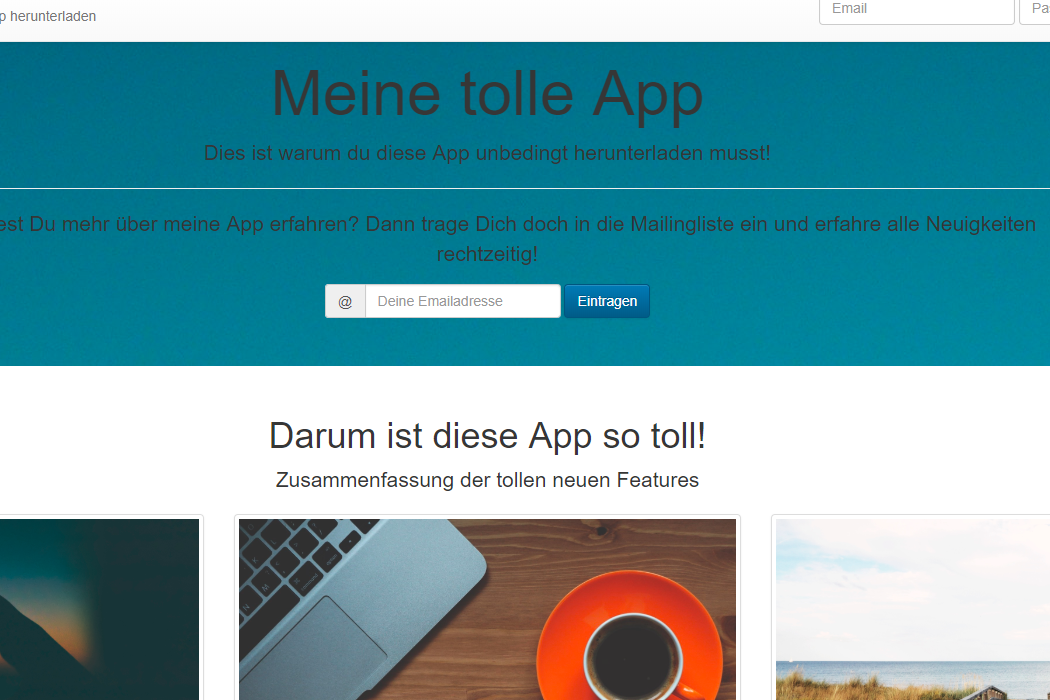 herunterladen
Email
Meine tolle App
Dies ist warum du diese App unbedingt herunterladen musst!
Du mehr über meine App erfahren? Dann trage Dich doch in die Mailingliste ein und erfahre alle Neuigkeiten
rechtzeitig!
@ Deine Emailadresse Eintragen
Darum ist diese App so toll!
Zusammenfassung der tollen neuen Features